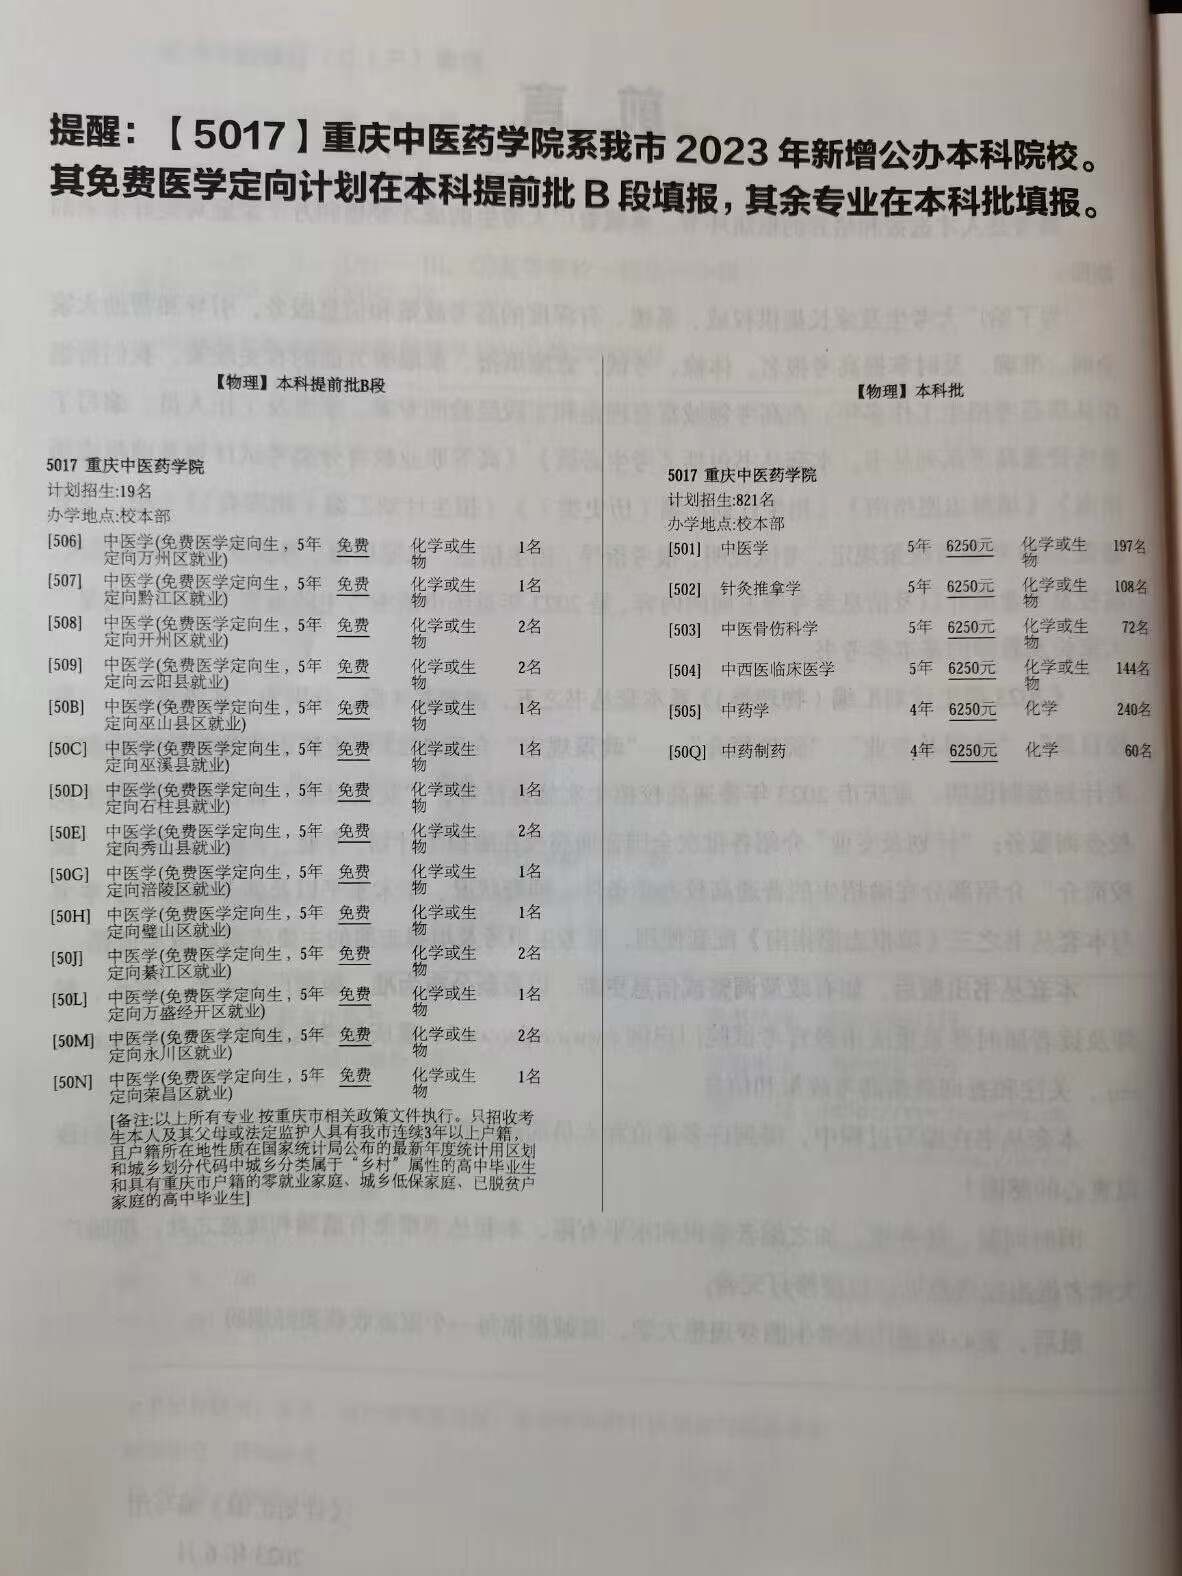 提醒：【5017】重庆中医药学院系我市2023年新增公办本科院校。
其免费医学定向计划在本科提前批B段填报，其余专业在本科批填报。
【物理】本科提前批B段
5017 重庆中医药学院
计划招生:19名
办学地点:校本部
[506] 中医学(免费医学定向生，5年 免费 化学或生 1名
定向万州区就业) 物
[507] 中医学(免费医学定向生，5年 免费 化学或生 1名
定向黔江区就业) 物
[508] 中医学(免费医学定向生，5年 免费 化学或生 2名
定向开州区就业) 物
[509] 中医学(免费医学定向生，5年 免费 化学或生 2名
定向云阳县就业) 物
[50B] 中医学(免费医学定向生，5年 免费 化学或生 1名
定向巫山县区就业) 物
[50C] 中医学(免费医学定向生，5年 免费 化学或生 1名
定向巫溪县就业) 物
[50D] 中医学(免费医学定向生，5年 免费 化学或生 1名
定向石柱县就业) 物
[50E] 中医学(免费医学定向生，5年 免费 化学或生 2名
定向秀山县就业) 物
[50G] 中医学(免费医学定向生，5年 免费 化学或生 1名
定向涪陵区就业) 物
[50H] 中医学(免费医学定向生，5年 免费 化学或生 1名
定向璧山区就业) 物
[50J] 中医学(免费医学定向生，5年 免费 化学或生 2名
定向綦江区就业) 物
[50L] 中医学(免费医学定向生，5年 免费 化学或生 1名
定向万盛经开区就业) 物
[50M] 中医学(免费医学定向生，5年 免费 化学或生 2名
定向永川区就业) 物
[50N] 中医学(免费医学定向生，5年 免费 化学或生 1名
定向荣昌区就业) 物
[备注:以上所有专业 按重庆市相关政策文件执行。只招收考
生本人及其父母或法定监护人具有我市连续3年以上户籍，
且户籍所在地性质在国家统计局公布的最新年度统计用区划
和城乡划分代码中城乡分类属于“乡村”属性的高中毕业生
和具有重庆市户籍的零就业家庭、城乡低保家庭、已脱贫户
家庭的高中毕业生]
【物理】本科批
5017 重庆中医药学院
计划招生:821名
办学地点:校本部
[501] 中医学 5年 6250元 化学或生 197名
物
[502] 针灸推拿学 5年 6250元 化学或生 108名
物
[503] 中医骨伤科学 5年 6250元 化学或生 72名
物
[504] 中西医临床医学 5年 6250元 化学或生 144名
物
[505] 中药学 4年 6250元 化学 240名
[50Q] 中药制药 4年 6250元 化学 60名